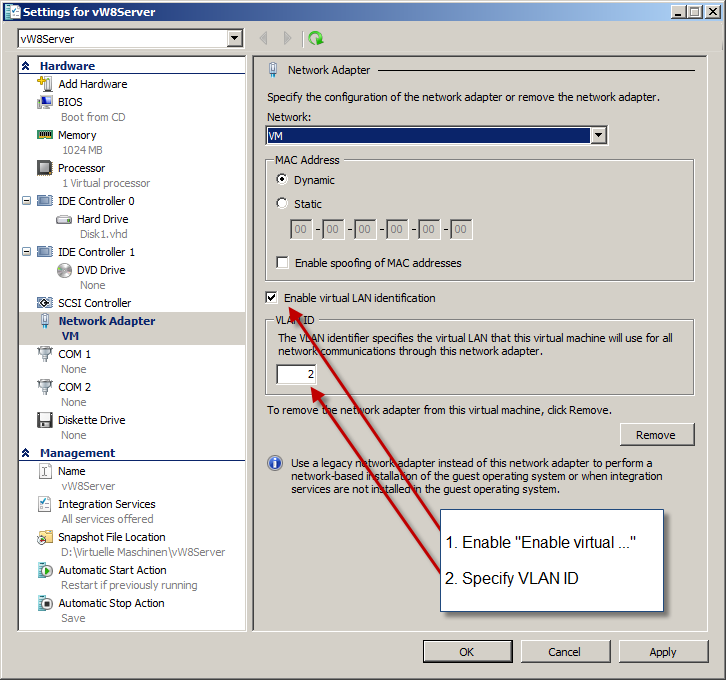 Settings for vW8Server
vW8Server
Hardware
Add Hardware
BIOS
Boot from CD
Memory
1024 MB
Processor
1 Virtual processor
IDE Controller 0
Hard Drive
Disk1.vhd
IDE Controller 1
DVD Drive
None
SCSI Controller
Network Adapter
VM
COM 1
None
COM 2
None
Diskette Drive
None
Management
Name
vW8Server
Integration Services
All services offered
Snapshot File Location
D:\Virtuelle Maschinen\vW8Server
Automatic Start Action
Restart if previously running
Automatic Stop Action
Save
Network Adapter
Specify the configuration of the network adapter or remove the network adapter.
Network:
VM
MAC Address
Dynamic
Static
00 - 00 - 00 - 00 - 00 - 00
Enable spoofing of MAC addresses
Enable virtual LAN identification
VLAN ID
The VLAN identifier specifies the virtual LAN that this virtual machine will use for all
network communications through this network adapter.
2
To remove the network adapter from this virtual machine, click Remove.
Remove
Use a legacy network adapter instead of this network adapter to perform a
network-based installation of the guest operating system or when integration
services are not installed in the guest operating system.
1. Enable "Enable virtual ..."
2. Specify VLAN ID
OK
Cancel
Apply